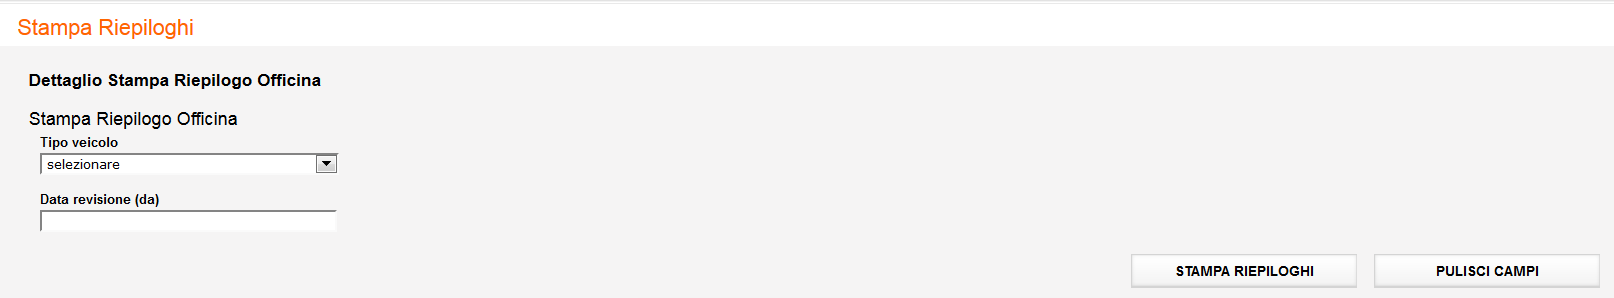 Stampa Riepiloghi
Dettaglio Stampa Riepilogo Officina
Stampa Riepilogo Officina
Tipo veicolo
selezionare
Data revisione (da)
STAMPA RIEPILOGHI
PULISCI CAMPI